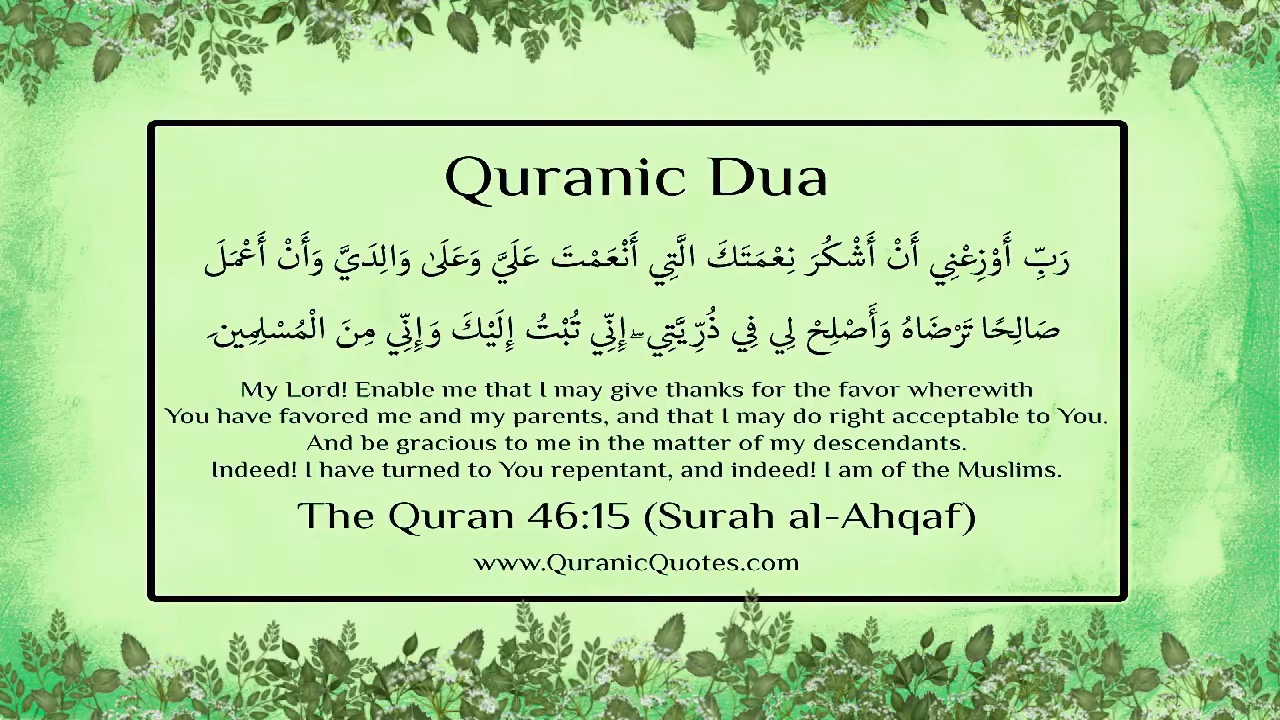 Quranic Dua
رَبِّ أَوْزِعْنِي أَنْ أَشْكُرَ نِعْمَتَكَ الَّتِي أَنْعَمْتَ عَلَيَّ وَعَلَىٰ وَالِدَيَّ وَأَنْ أَعْمَلَ
صَالِحًا تَرْضَاهُ وَأَصْلِحْ لِي فِي ذُرِّيَّتِي ۖ إِنِّي تُبْتُ إِلَيْكَ وَإِنِّي مِنَ الْمُسْلِمِين.
My Lord! Enable me that I may give thanks for the favor wherewith
You have favored me and my parents, and that I may do right acceptable to You.
And be gracious to me in the matter of my descendants.
Indeed! I have turned to You repentant, and indeed! I am of the Muslims.
The Quran 46:15 (Surah al-Ahqaf)
www.QuranicQuotes.com